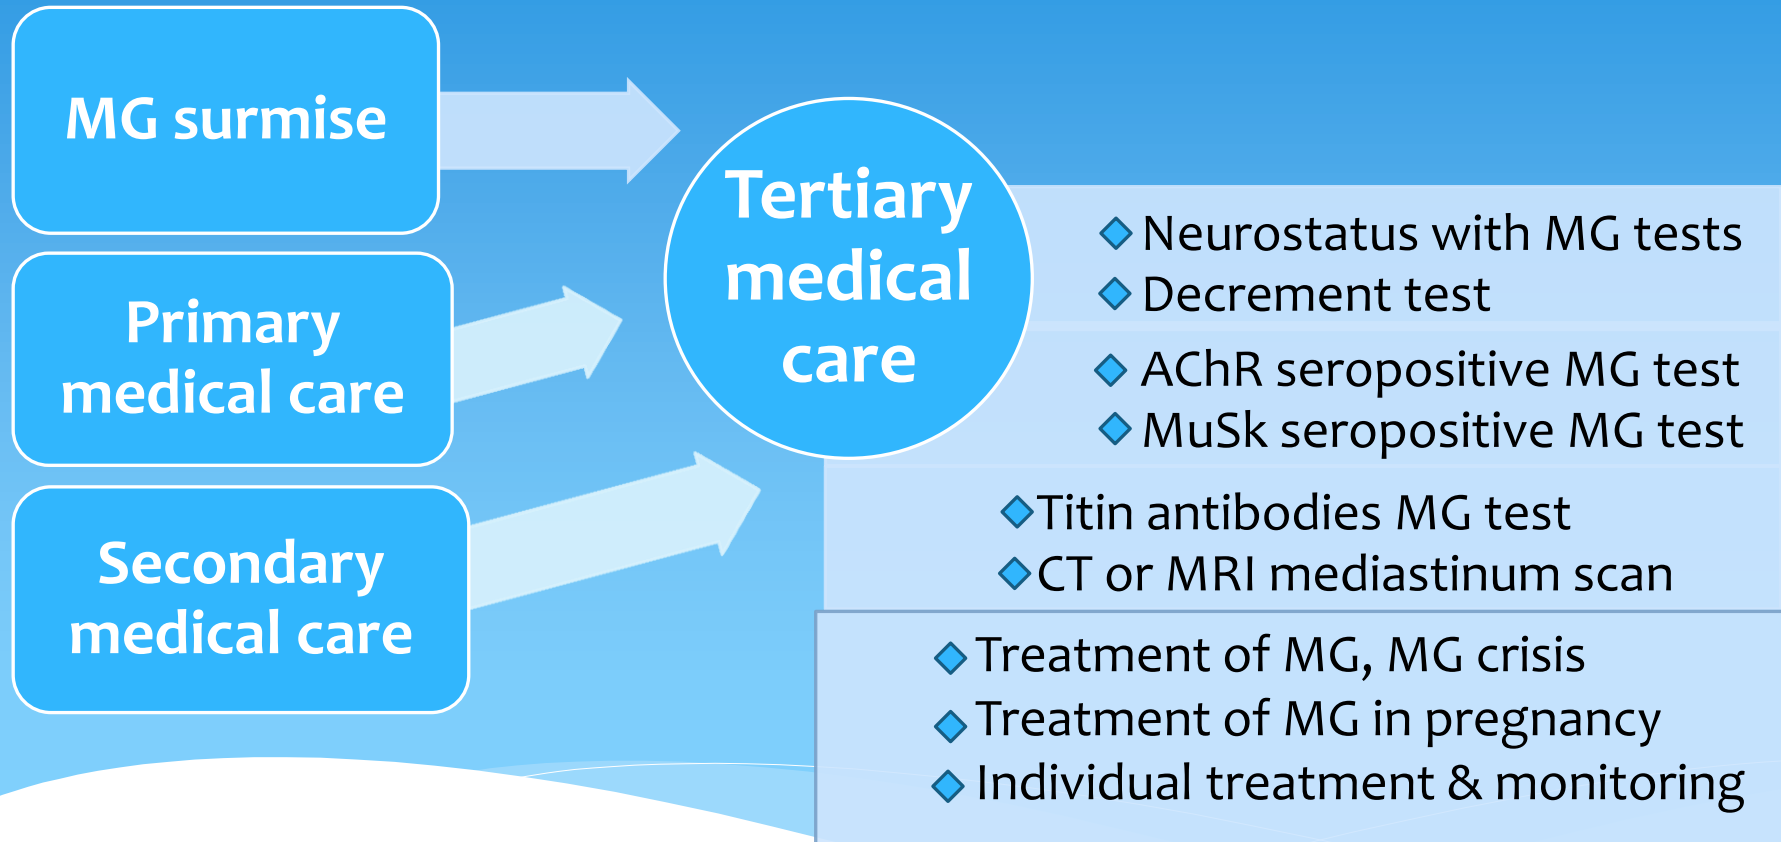 MG surmise
Primary
medical care
Secondary
medical care
Tertiary
medical
care
Neurostatus with MG tests
Decrement test
AChR seropositive MG test
MuSk seropositive MG test
Titin antibodies MG test
CT or MRI mediastinum scan
Treatment of MG, MG crisis
Treatment of MG in pregnancy
Individual treatment & monitoring